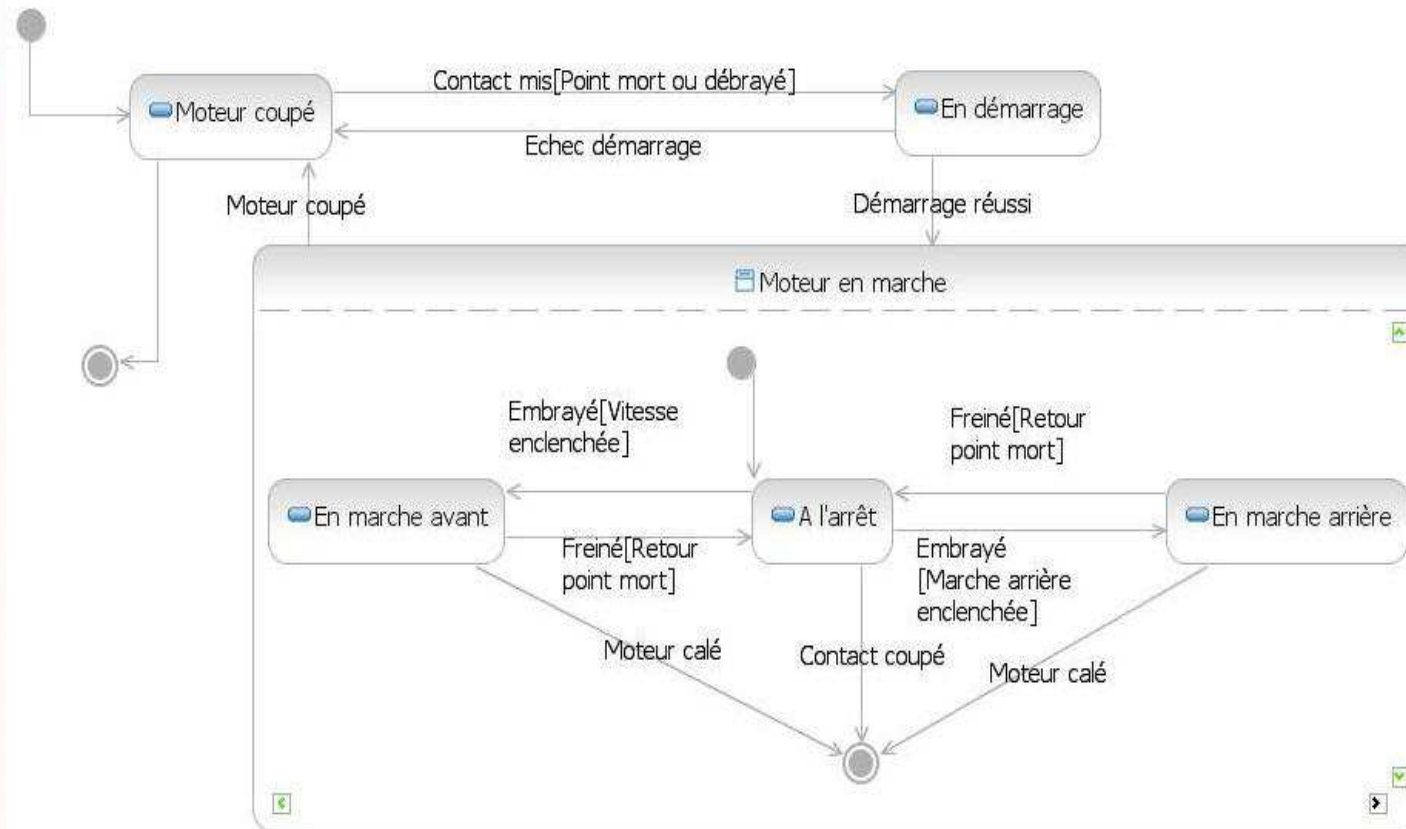 Contact mis[Point mort ou débrayé]
Moteur coupé
En démarrage
Echec démarrage
Moteur coupé
Démarrage réussi
Moteur en marche
Embrayé[Vitesse
enclenchée]
Freiné[Retour
point mort]
En marche avant
A l'arrêt
En marche arrière
Freiné[Retour
point mort]
Embrayé
[Marche arrière
enclenchée]
Moteur calé
Contact coupé
Moteur calé